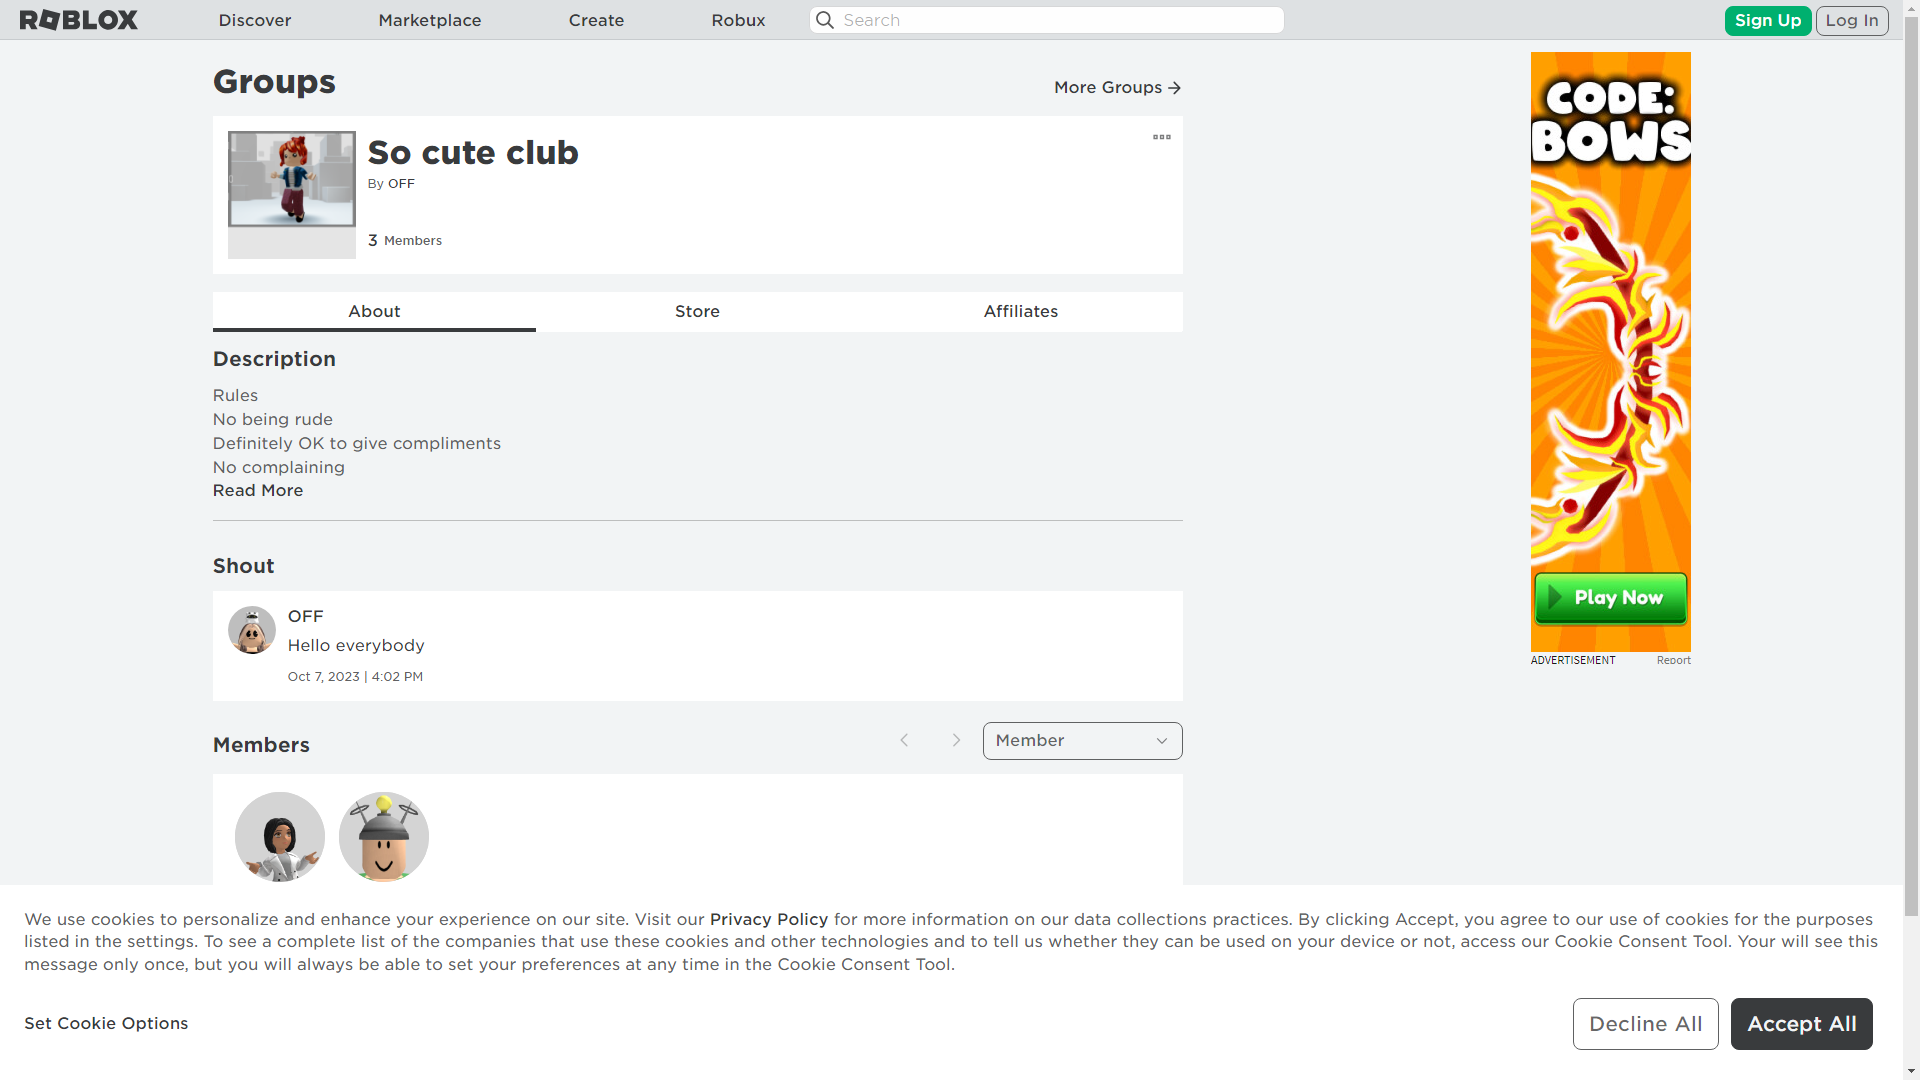 ROBLOX
Discover
Marketplace
Create
Robux
Search
Sign Up
Log In
Groups
More Groups
So cute club
By OFF
3 Members
About
Store
Affiliates
Description
Rules
No being rude
Definitely OK to give compliments
No complaining
Read More
Shout
OFF
Hello everybody
Oct 7, 2023 | 4:02 PM
Members
Member
CODE:
BOWS
Play Now
ADVERTISEMENT
Report
We use cookies to personalize and enhance your experience on our site. Visit our Privacy Policy for more information on our data collections practices. By clicking Accept, you agree to our use of cookies for the purposes
listed in the settings. To see a complete list of the companies that use these cookies and other technologies and to tell us whether they can be used on your device or not, access our Cookie Consent Tool. Your will see this
message only once, but you will always be able to set your preferences at any time in the Cookie Consent Tool.
Set Cookie Options
Decline All
Accept All